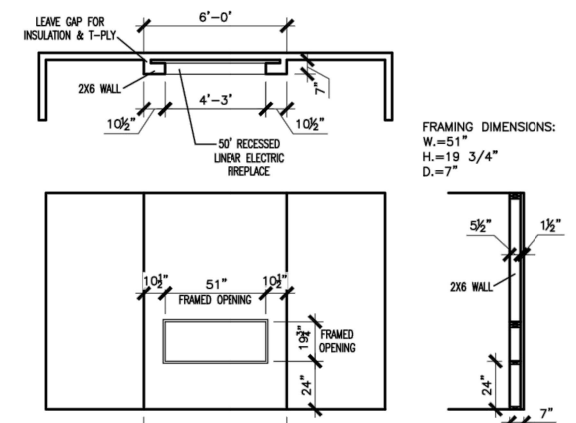 LEAVE GAP FOR
INSULATION & T-PLY
6'-0'
2X6 WALL
7"
4'-3'
10½"
10½"
50' RECESSED
LINEAR ELECTRIC
FIREPLACE
FRAMING DIMENSIONS:
W.=51"
H.=19 3/4"
D.=7"
5½"
1½"
2X6 WALL
10½"
51"
10½"
FRAMED OPENING
19¾"
FRAMED
OPENING
24"
24"
7"